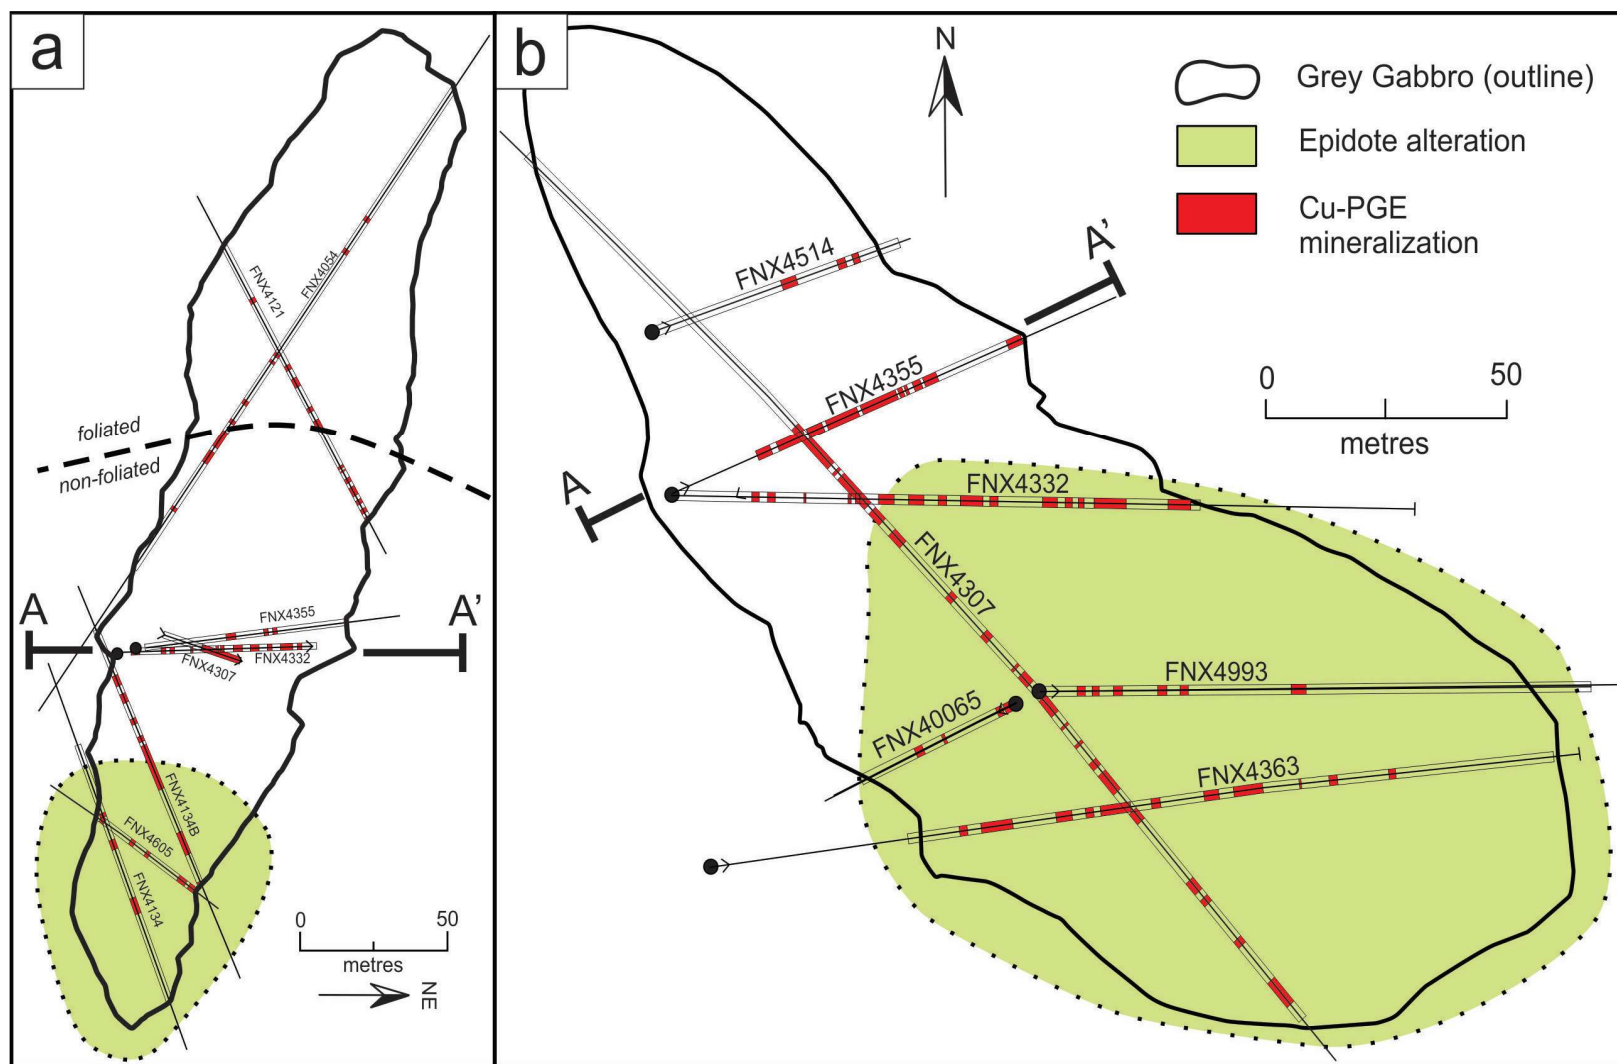 a
FNX4121
FNX4054
foliated
non-foliated
A
A'
FNX4355
FNX4307
FNX4332
FNX4605
FNX4134B
FNX4134
0
50
metres
NE
b
N
Grey Gabbro (outline)
Epidote alteration
Cu-PGE
mineralization
FNX4514
A'
FNX4355
0
50
metres
A
FNX4332
FNX4307
FNX4993
FNX40065
FNX4363